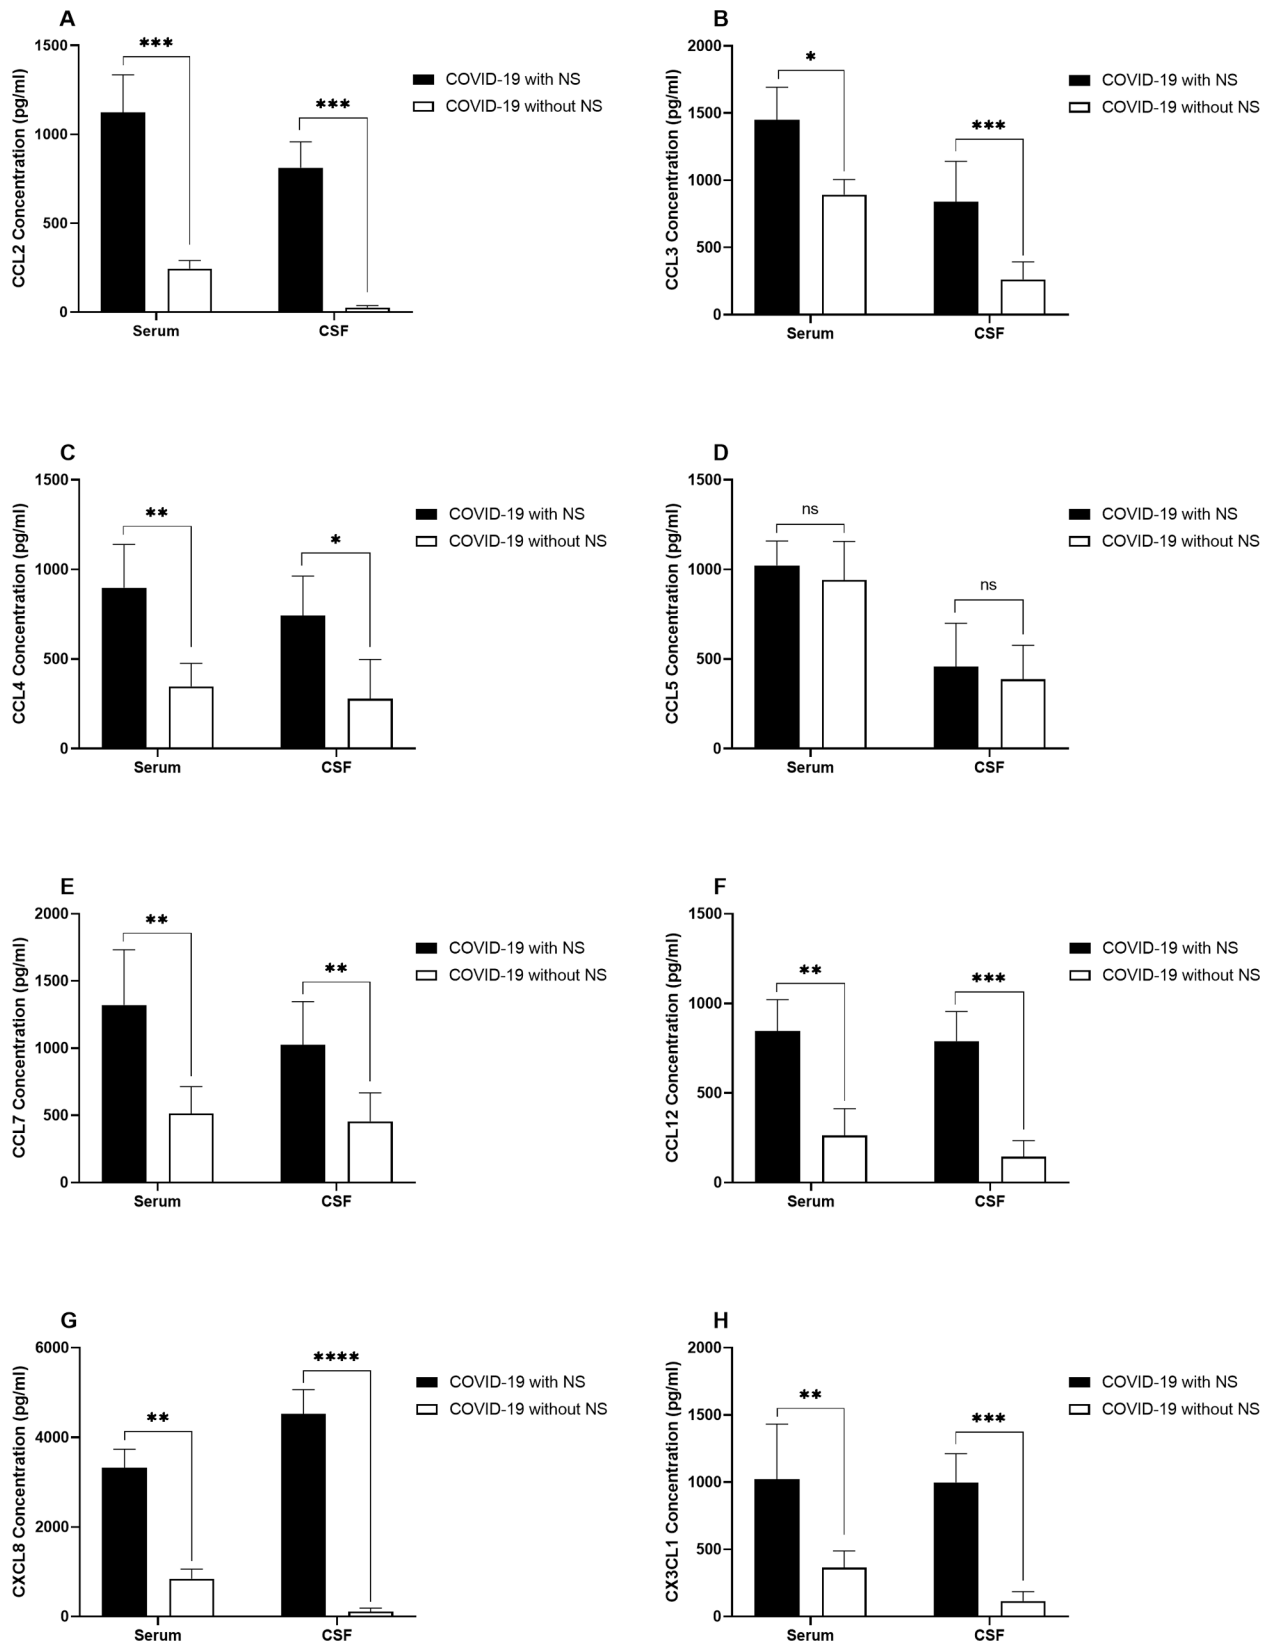 A
CCL2 Concentration (pg/ml)
1500
1000
500
0
***
***
Serum
CSF
COVID-19 with NS
COVID-19 without NS
B
CCL3 Concentration (pg/ml)
2000
1500
1000
500
0
*
***
Serum
CSF
COVID-19 with NS
COVID-19 without NS
C
CCL4 Concentration (pg/ml)
1500
1000
500
0
**
*
Serum
CSF
COVID-19 with NS
COVID-19 without NS
D
CCL5 Concentration (pg/ml)
1500
1000
500
0
ns
ns
Serum
CSF
COVID-19 with NS
COVID-19 without NS
E
CCL7 Concentration (pg/ml)
2000
1500
1000
500
0
**
**
Serum
CSF
COVID-19 with NS
COVID-19 without NS
F
CCL12 Concentration (pg/ml)
1500
1000
500
0
**
***
Serum
CSF
COVID-19 with NS
COVID-19 without NS
G
CXCL8 Concentration (pg/ml)
6000
4000
2000
0
**
****
Serum
CSF
COVID-19 with NS
COVID-19 without NS
H
CX3CL1 Concentration (pg/ml)
2000
1500
1000
500
0
**
***
Serum
CSF
COVID-19 with NS
COVID-19 without NS